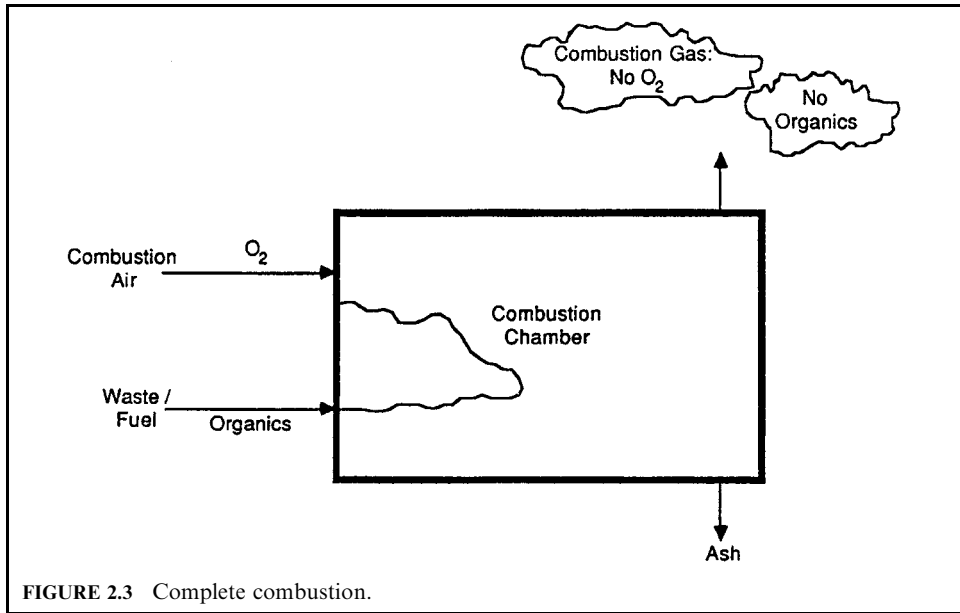 Combustion Gas:
No O₂
No
Organics
Combustion
Air
O₂
Combustion
Chamber
Waste /
Fuel
Organics
Ash
FIGURE 2.3 Complete combustion.